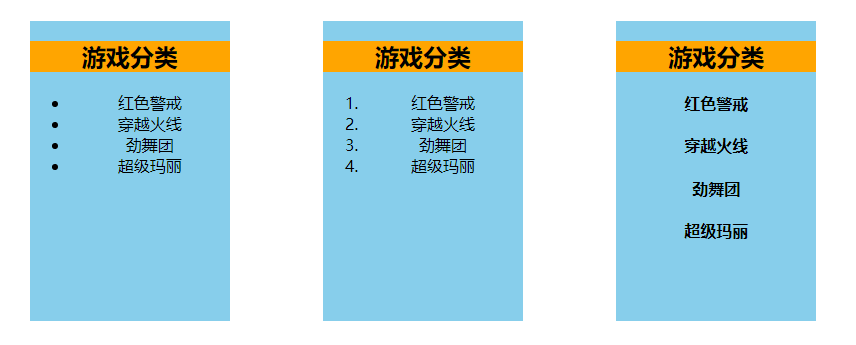 游戏分类
• 红色警戒
• 穿越火线
• 劲舞团
• 超级玛丽
游戏分类
1. 红色警戒
2. 穿越火线
3. 劲舞团
4. 超级玛丽
游戏分类
红色警戒
穿越火线
劲舞团
超级玛丽